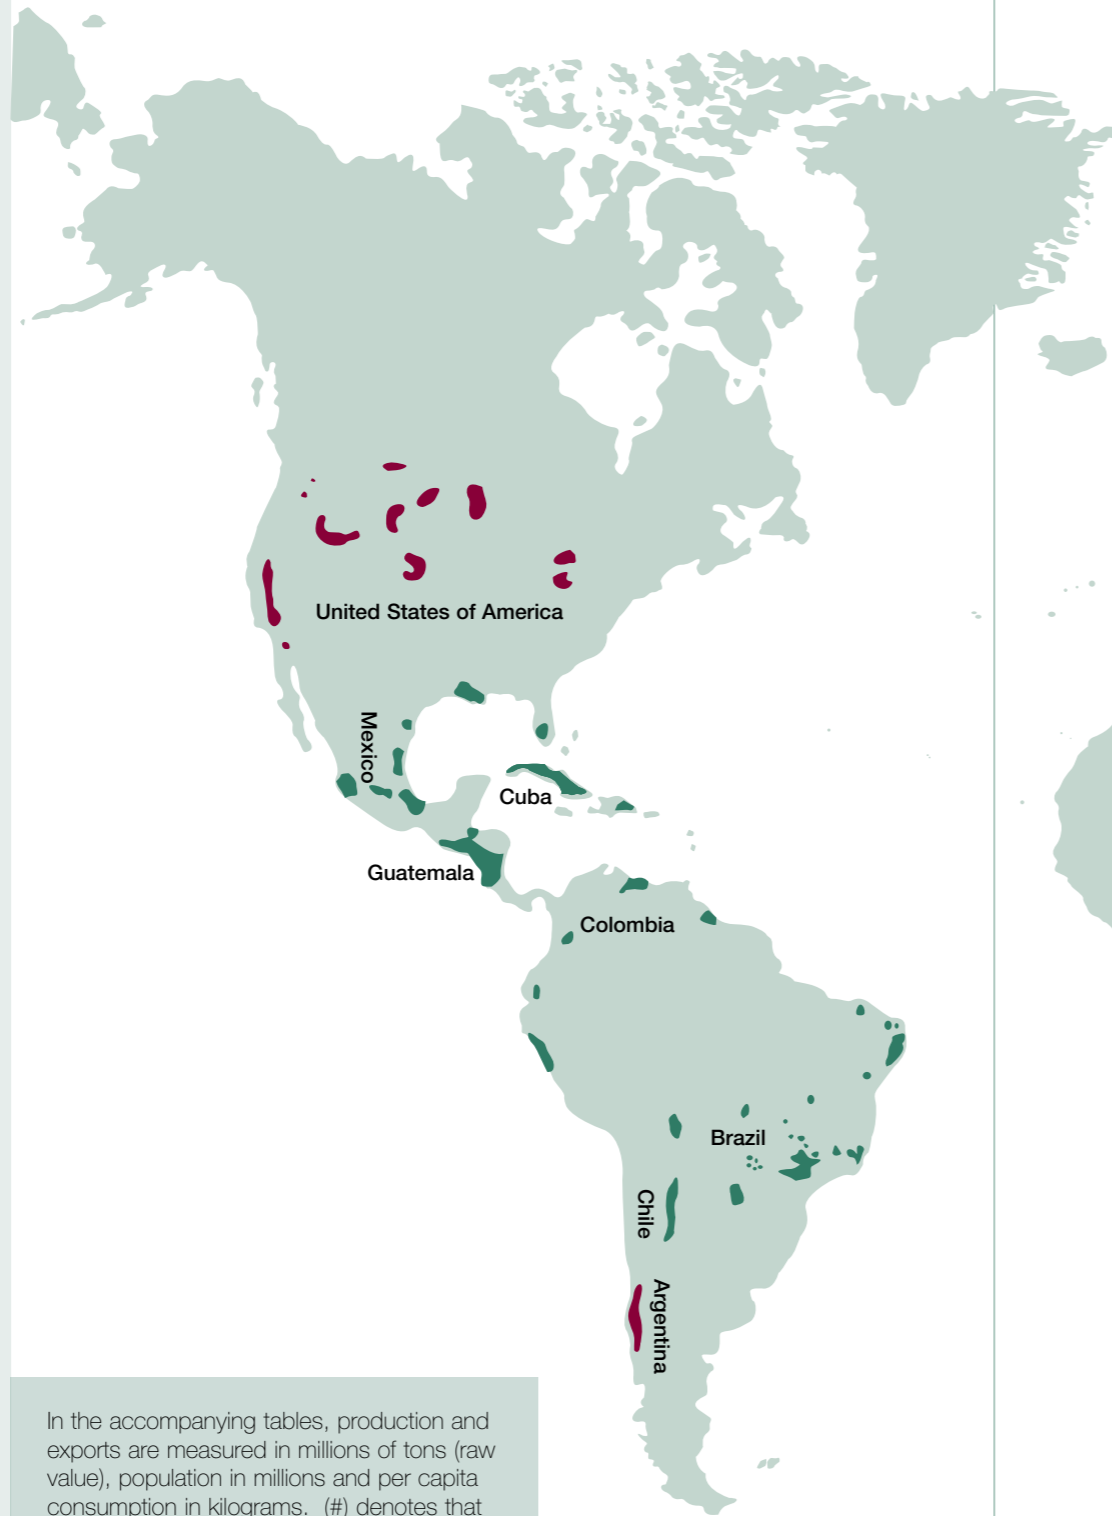 United States of America
Mexico
Cuba
Guatemala
Colombia
Brazil
Chile
Argentina
In the accompanying tables, production and
exports are measured in millions of tons (raw
value), population in millions and per capita
consumption in kilograms. (#) denotes that